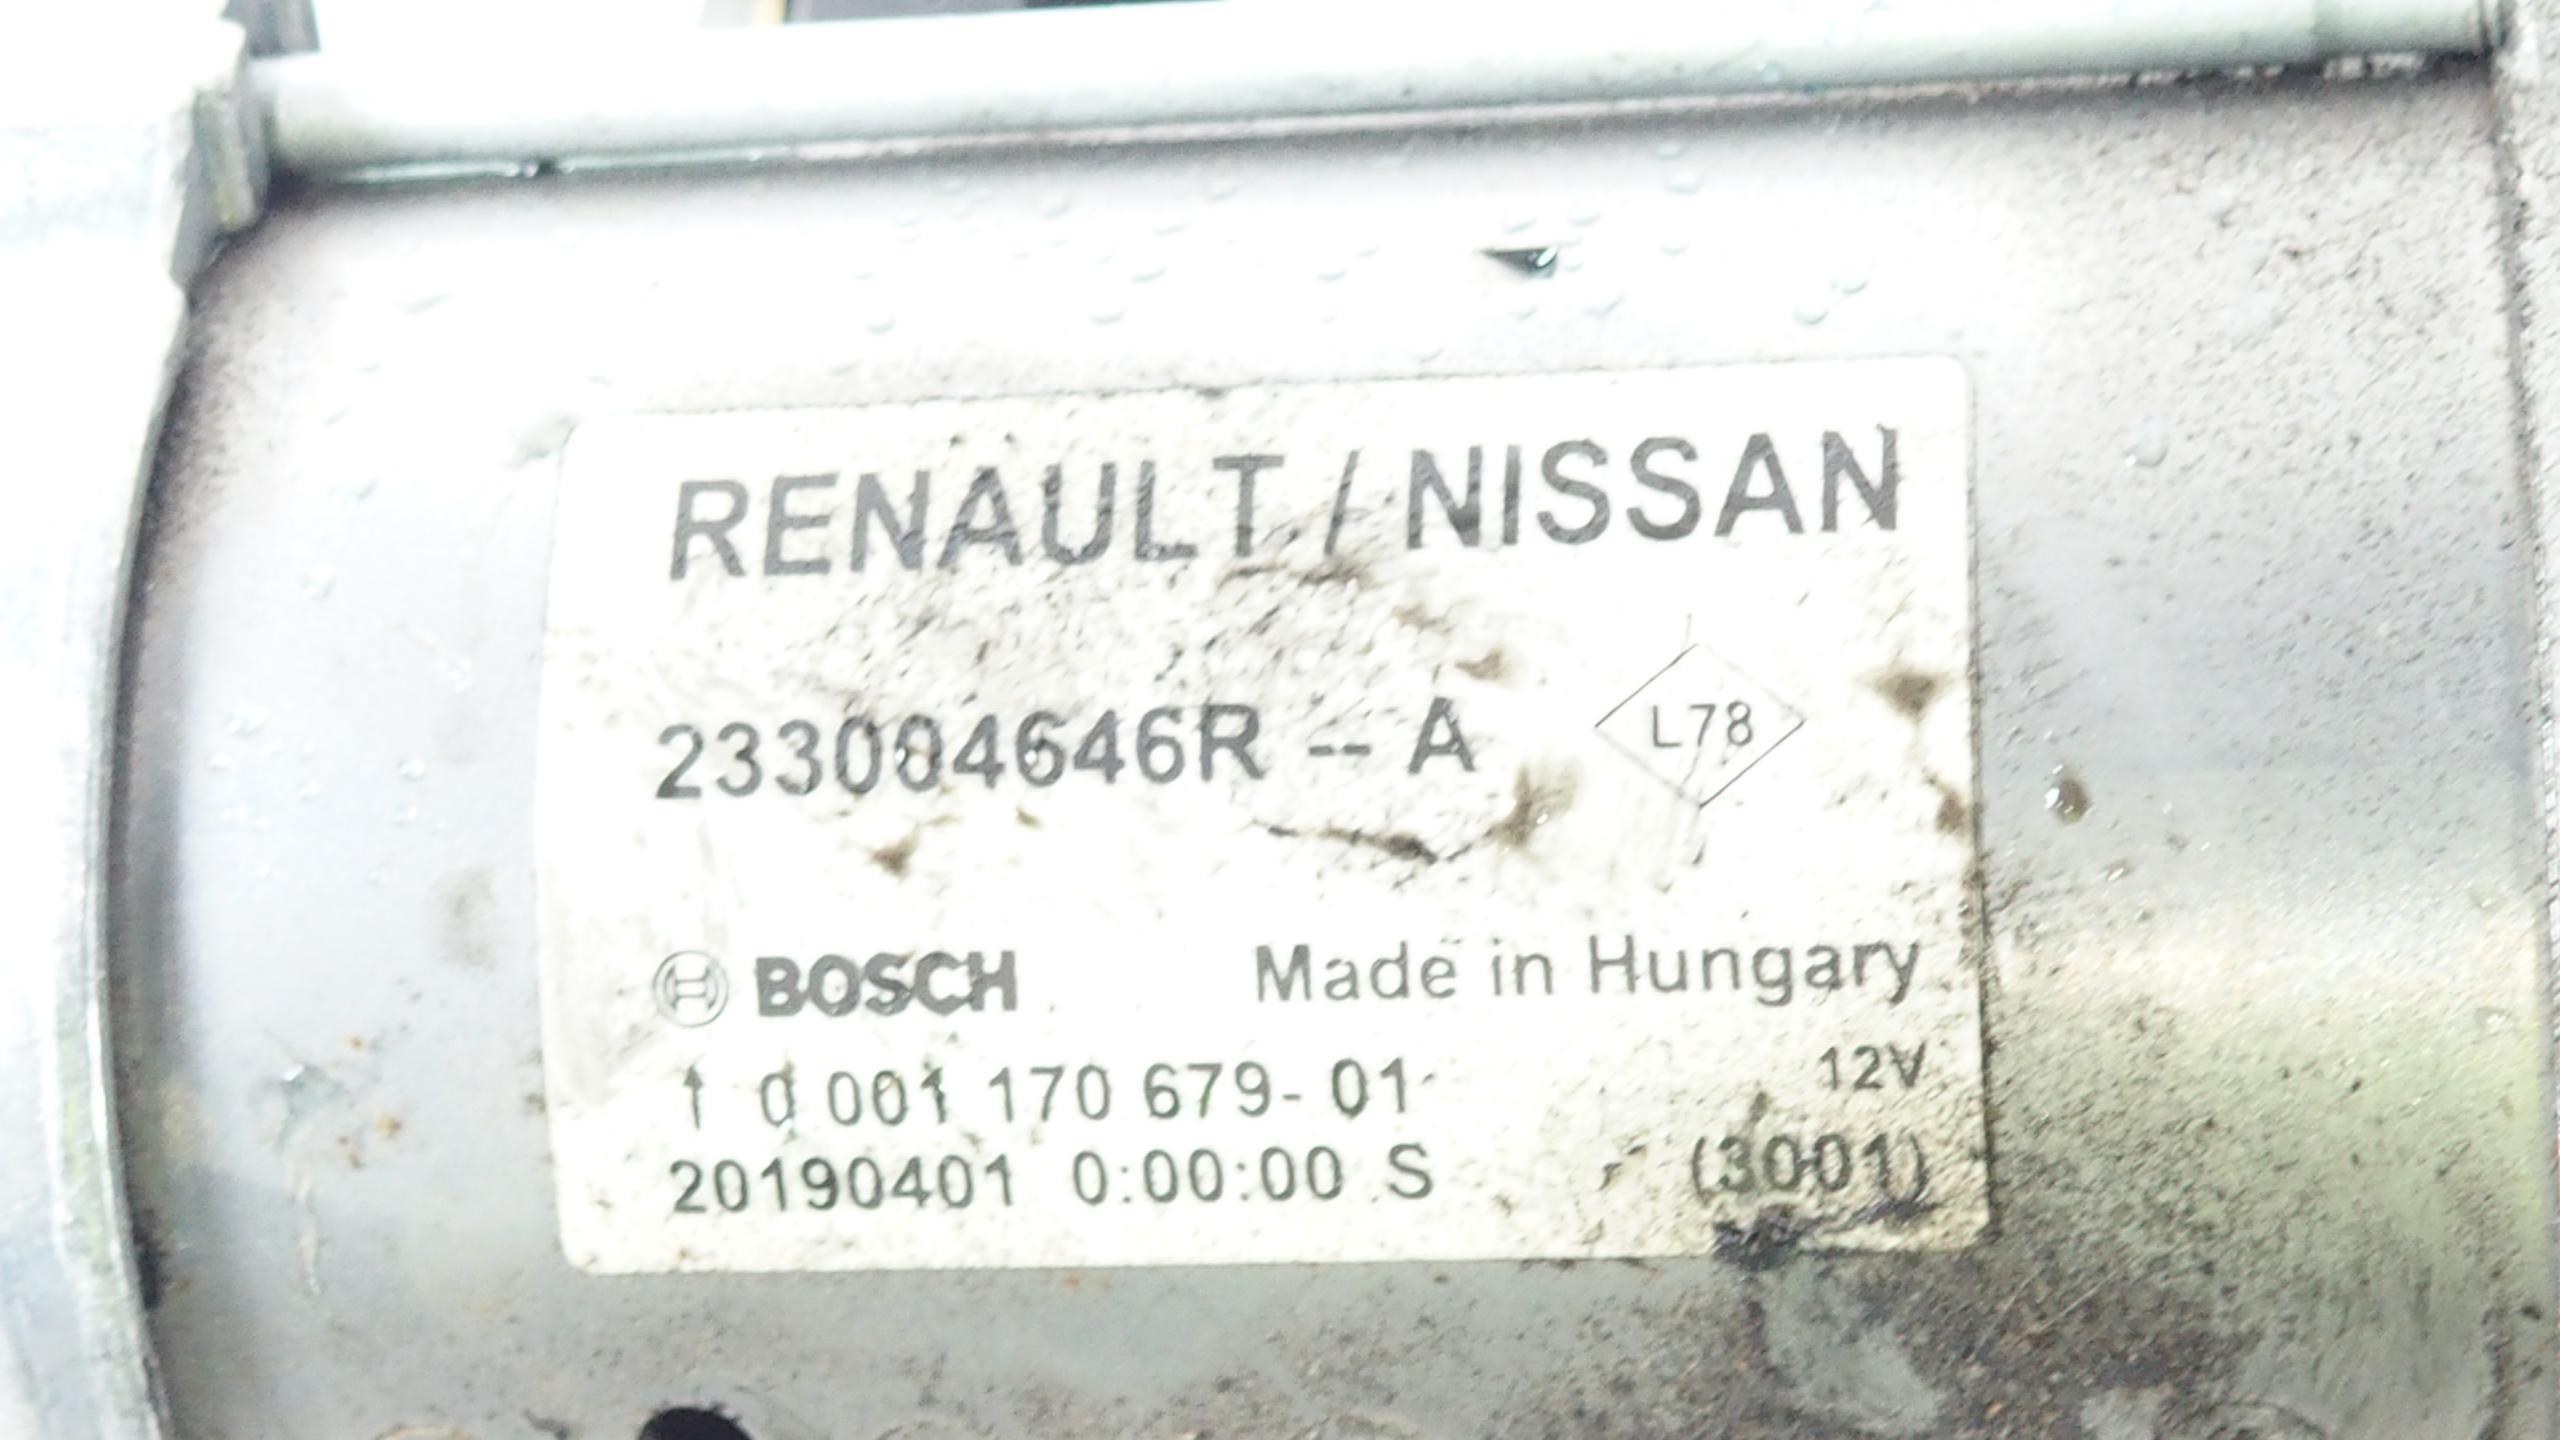 RENAULT / NISSAN
233004646R -- A
L78
BOSCH Made in Hungary
↑ 0 001 170 679- 01 12V
20190401 0:00:00 S (3001)